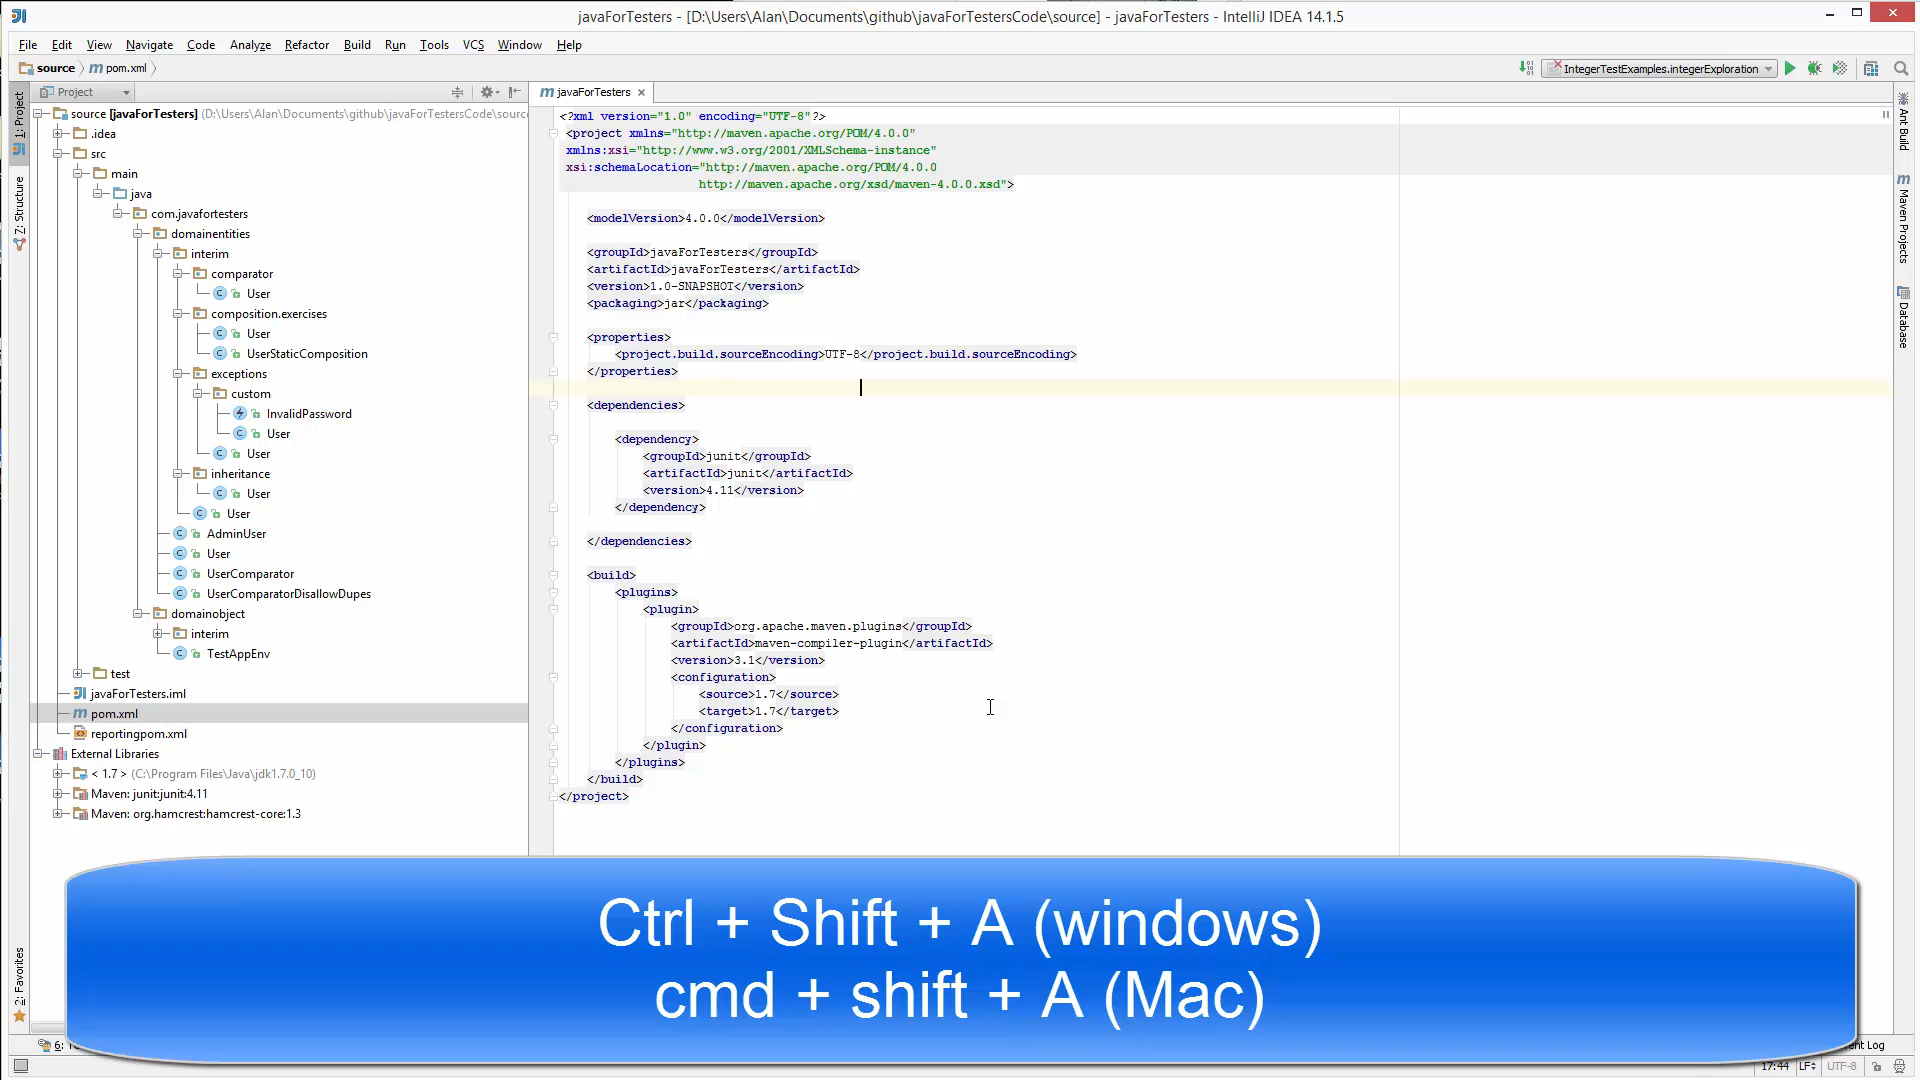 javaForTesters - [D:\Users\Alan\Documents\github\javaForTestersCode\source] - javaForTesters - IntelliJ IDEA 14.1.5
File Edit View Navigate Code Analyze Refactor Build Run Tools VCS Window Help
source pom.xml
IntegerTestExamples.integerExploration
Project
javaForTesters
1: Project
Z: Structure
2: Favorites
source [javaForTesters] (D:\Users\Alan\Documents\github\javaForTestersCode\source
.idea
src
main
java
com.javafortesters
domainentities
interim
comparator
User
composition.exercises
User
UserStaticComposition
exceptions
custom
InvalidPassword
User
User
inheritance
User
User
AdminUser
User
UserComparator
UserComparatorDisallowDupes
domainobject
interim
TestAppEnv
test
javaForTesters.iml
pom.xml
reportingpom.xml
External Libraries
< 1.7 > (C:\Program Files\Java\jdk1.7.0_10)
Maven: junit:junit:4.11
Maven: org.hamcrest:hamcrest-core:1.3
<?xml version="1.0" encoding="UTF-8"?>
<project xmlns="http://maven.apache.org/POM/4.0.0"
xmlns:xsi="http://www.w3.org/2001/XMLSchema-instance"
xsi:schemaLocation="http://maven.apache.org/POM/4.0.0
http://maven.apache.org/xsd/maven-4.0.0.xsd">
<modelVersion>4.0.0</modelVersion>
<groupId>javaForTesters</groupId>
<artifactId>javaForTesters</artifactId>
<version>1.0-SNAPSHOT</version>
<packaging>jar</packaging>
<properties>
<project.build.sourceEncoding>UTF-8</project.build.sourceEncoding>
</properties>
<dependencies>
<dependency>
<groupId>junit</groupId>
<artifactId>junit</artifactId>
<version>4.11</version>
</dependency>
</dependencies>
<build>
<plugins>
<plugin>
<groupId>org.apache.maven.plugins</groupId>
<artifactId>maven-compiler-plugin</artifactId>
<version>3.1</version>
<configuration>
<source>1.7</source>
<target>1.7</target>
</configuration>
</plugin>
</plugins>
</build>
</project>
Ant Build
Maven Projects
Database
Ctrl + Shift + A (windows)
cmd + shift + A (Mac)
6:
Log
17:44 LF UTF-8